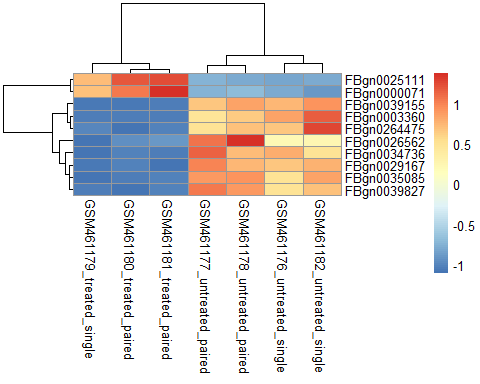 FBgn0025111
FBgn0000071
FBgn0039155
FBgn0003360
FBgn0264475
FBgn0026562
FBgn0034736
FBgn0029167
FBgn0035085
FBgn0039827
1
0.5
0
-0.5
-1
GSM461179_treated_single
GSM461180_treated_paired
GSM461181_treated_paired
GSM461177_untreated_paired
GSM461178_untreated_paired
GSM461176_untreated_single
GSM461182_untreated_single